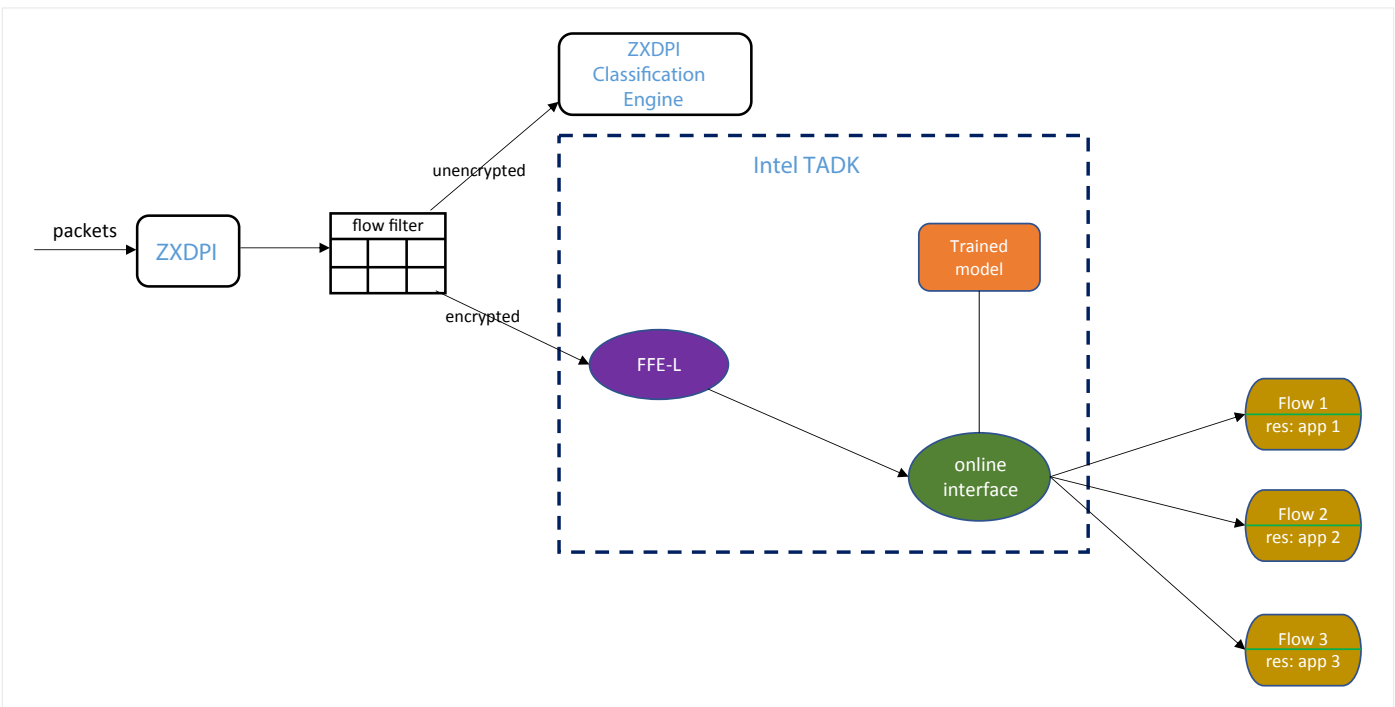 ZXDPI
Classification
Engine
Intel TADK
unencrypted
packets
ZXDPI
flow filter
encrypted
Trained
model
FFE-L
online
interface
Flow 1
res: app 1
Flow 2
res: app 2
Flow 3
res: app 3